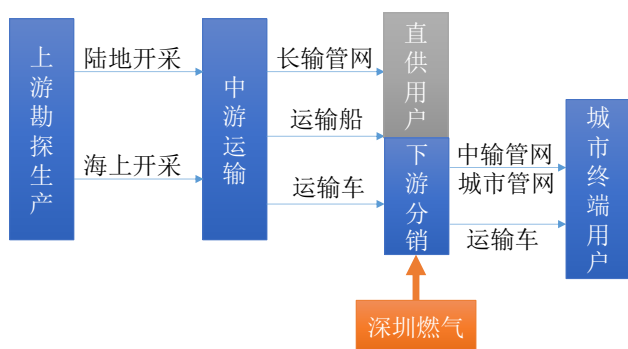 上游勘探生产
陆地开采
海上开采
中游运输
长输管网
运输船
运输车
直供用户
下游分销
中输管网
城市管网
运输车
城市终端用户
深圳燃气